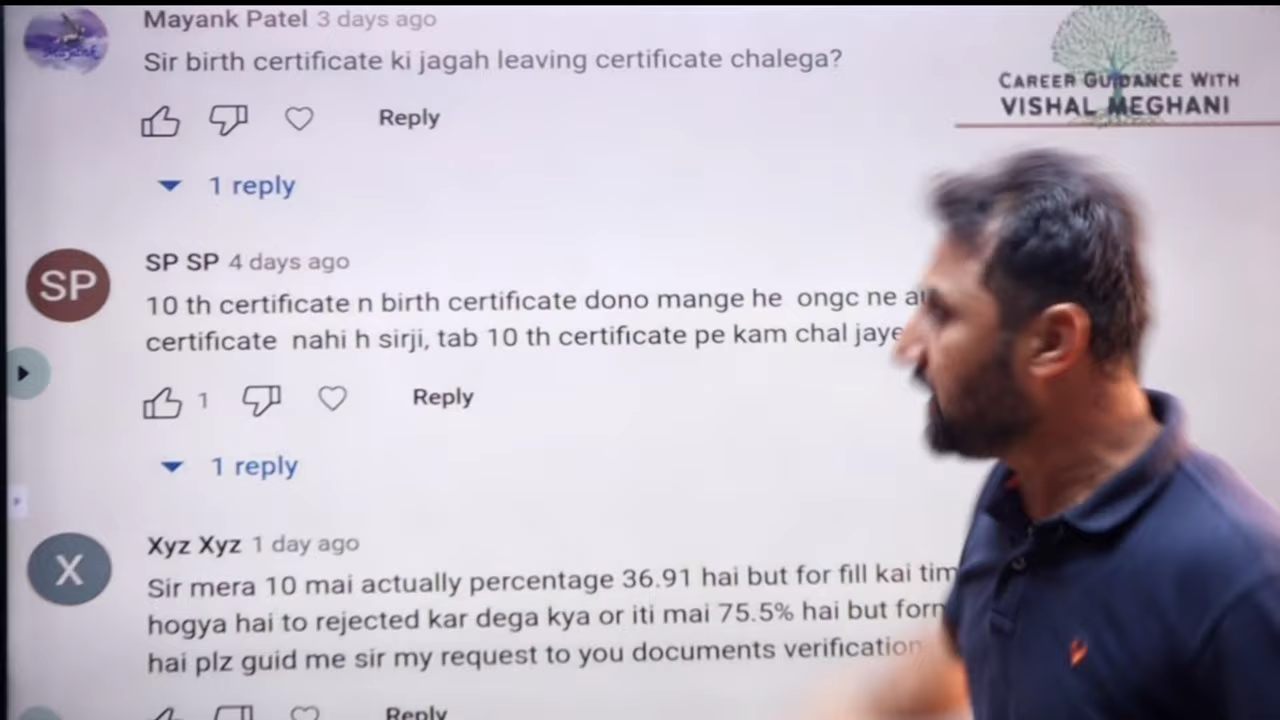 Mayank Patel 3 days ago
Sir birth certificate ki jagah leaving certificate chalega?
Reply
1 reply
CAREER GUIDANCE WITH
VISHAL MEGHANI
SP
SP SP 4 days ago
10 th certificate n birth certificate dono mange he ongc ne
certificate nahi h sirji, tab 10 th certificate pe kam chal
1 Reply
1 reply
X
Xyz Xyz 1 day ago
Sir mera 10 mai actually percentage 36.91 hai but for fill kai
hogya hai to rejected kar dega kya or iti mai 75.5% hai but
hai plz guid me sir my request to you documents verification
Reply